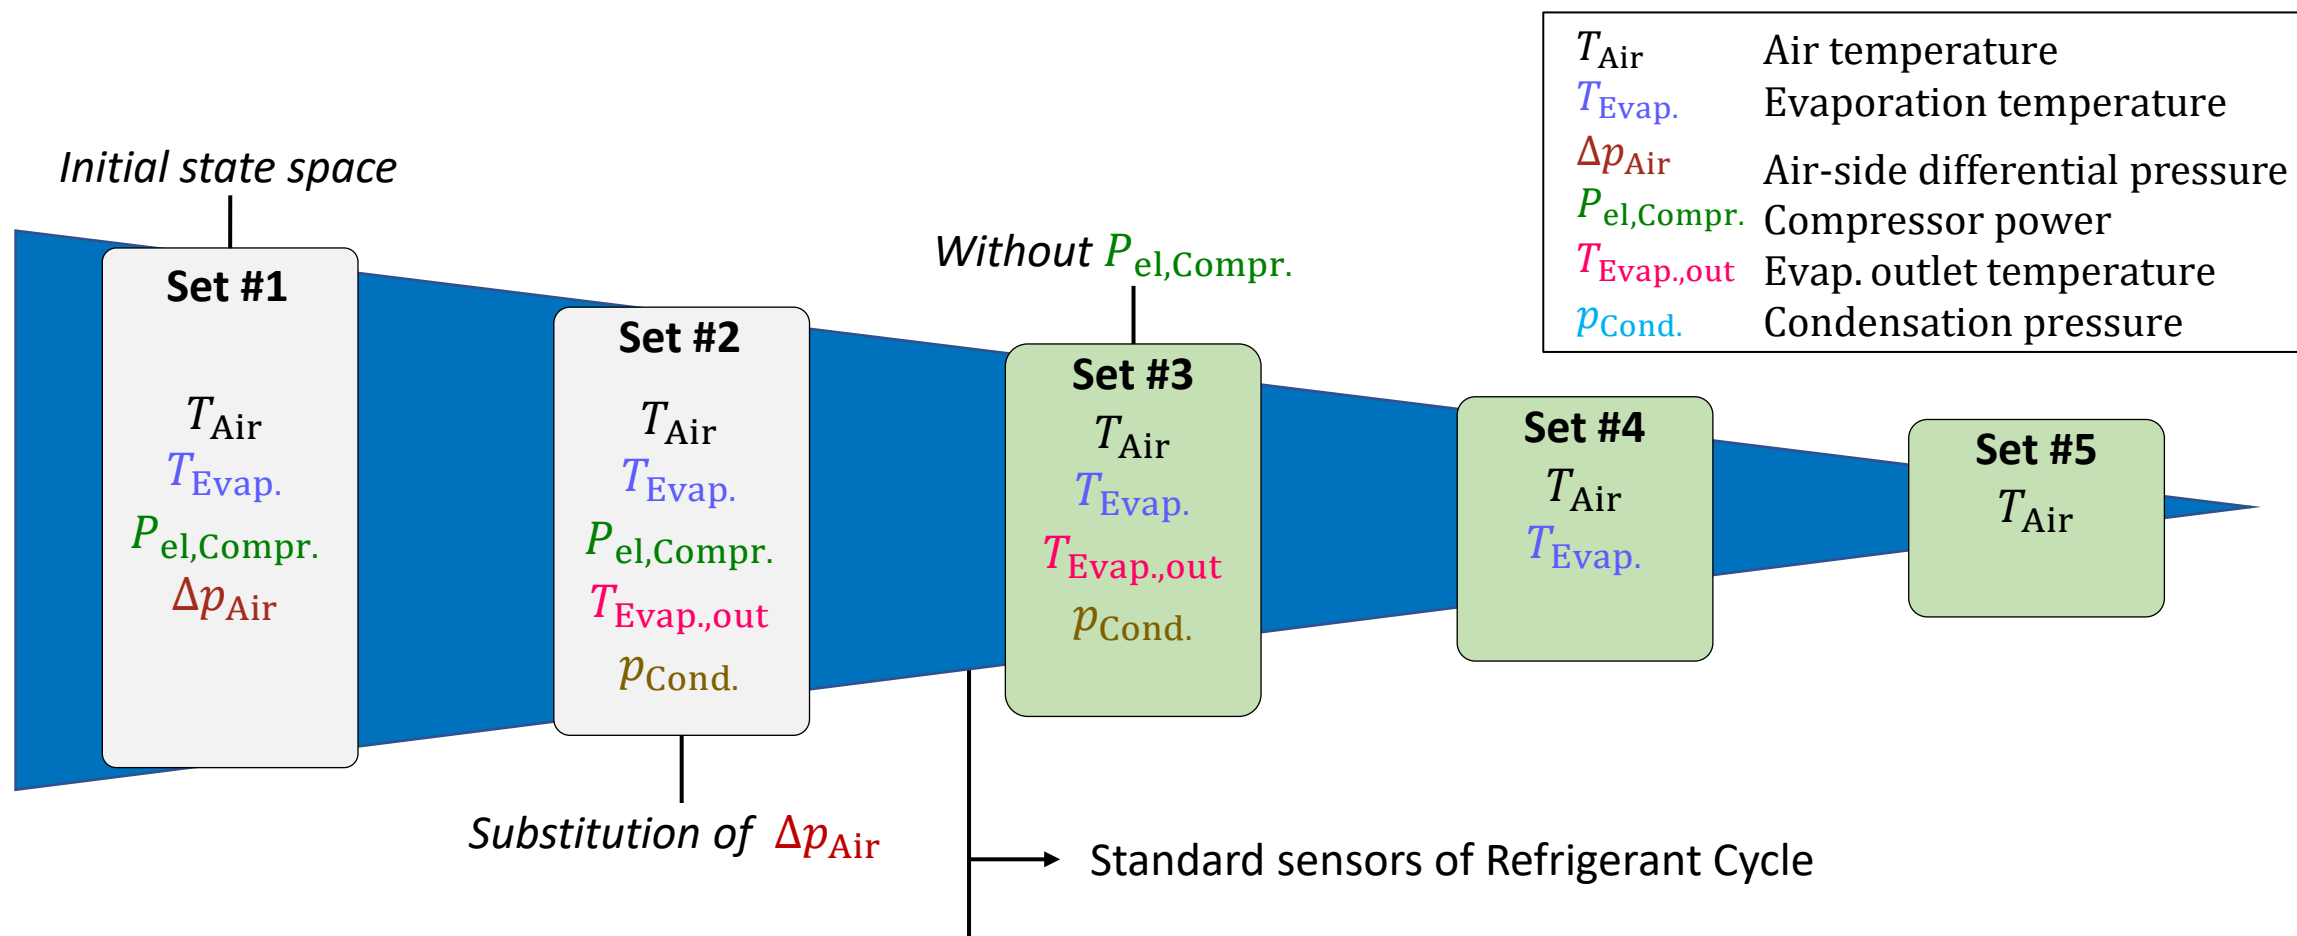 T_Air Air temperature
T_Evap. Evaporation temperature
Δp_Air Air-side differential pressure
P_el,Compr. Compressor power
T_Evap.,out Evap. outlet temperature
p_Cond. Condensation pressure
Initial state space
Set #1
T_Air
T_Evap.
P_el,Compr.
Δp_Air
Set #2
T_Air
T_Evap.
P_el,Compr.
T_Evap.,out
p_Cond.
Substitution of Δp_Air
Without P_el,Compr.
Set #3
T_Air
T_Evap.
T_Evap.,out
p_Cond.
Set #4
T_Air
T_Evap.
Set #5
T_Air
Standard sensors of Refrigerant Cycle